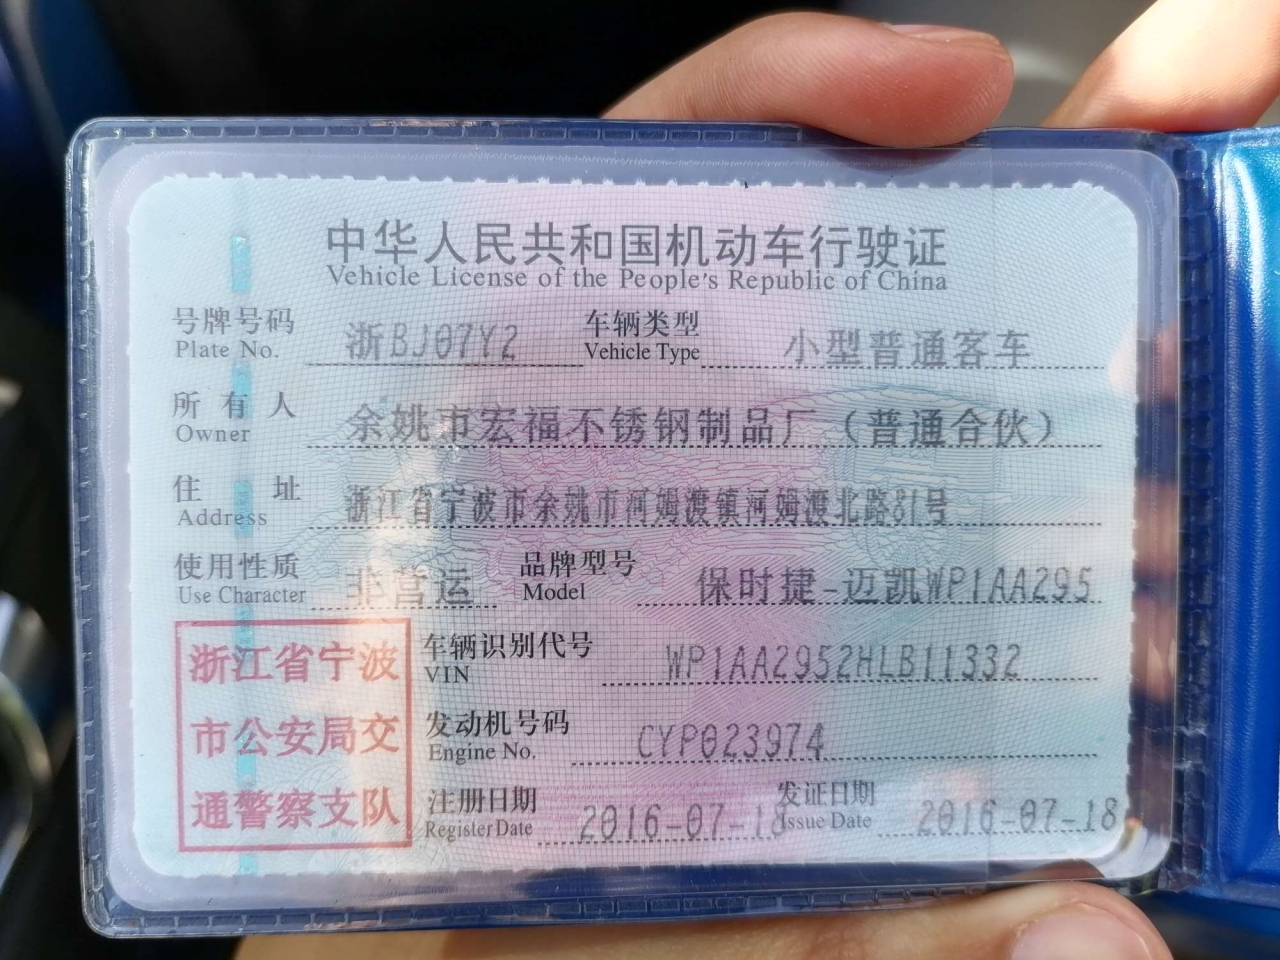 中华人民共和国机动车行驶证
Vehicle License of the People's Republic of China
号牌号码 浙BJ07Y2 车辆类型 小型普通客车
Plate No. Vehicle Type
所有人 余姚市宏福不锈钢制品厂（普通合伙）
Owner
住址 浙江省宁波市余姚市河姆渡镇河姆渡北路81号
Address
使用性质 非营运 品牌型号 保时捷-迈凯WP1AA295
Use Character Model
浙江省宁波 车辆识别代号 WP1AA2952HLB11332
VIN
市公安局交 发动机号码 CYP023974
Engine No.
通警察支队 注册日期 2016-07-18 发证日期 2016-07-18
Register Date Issue Date